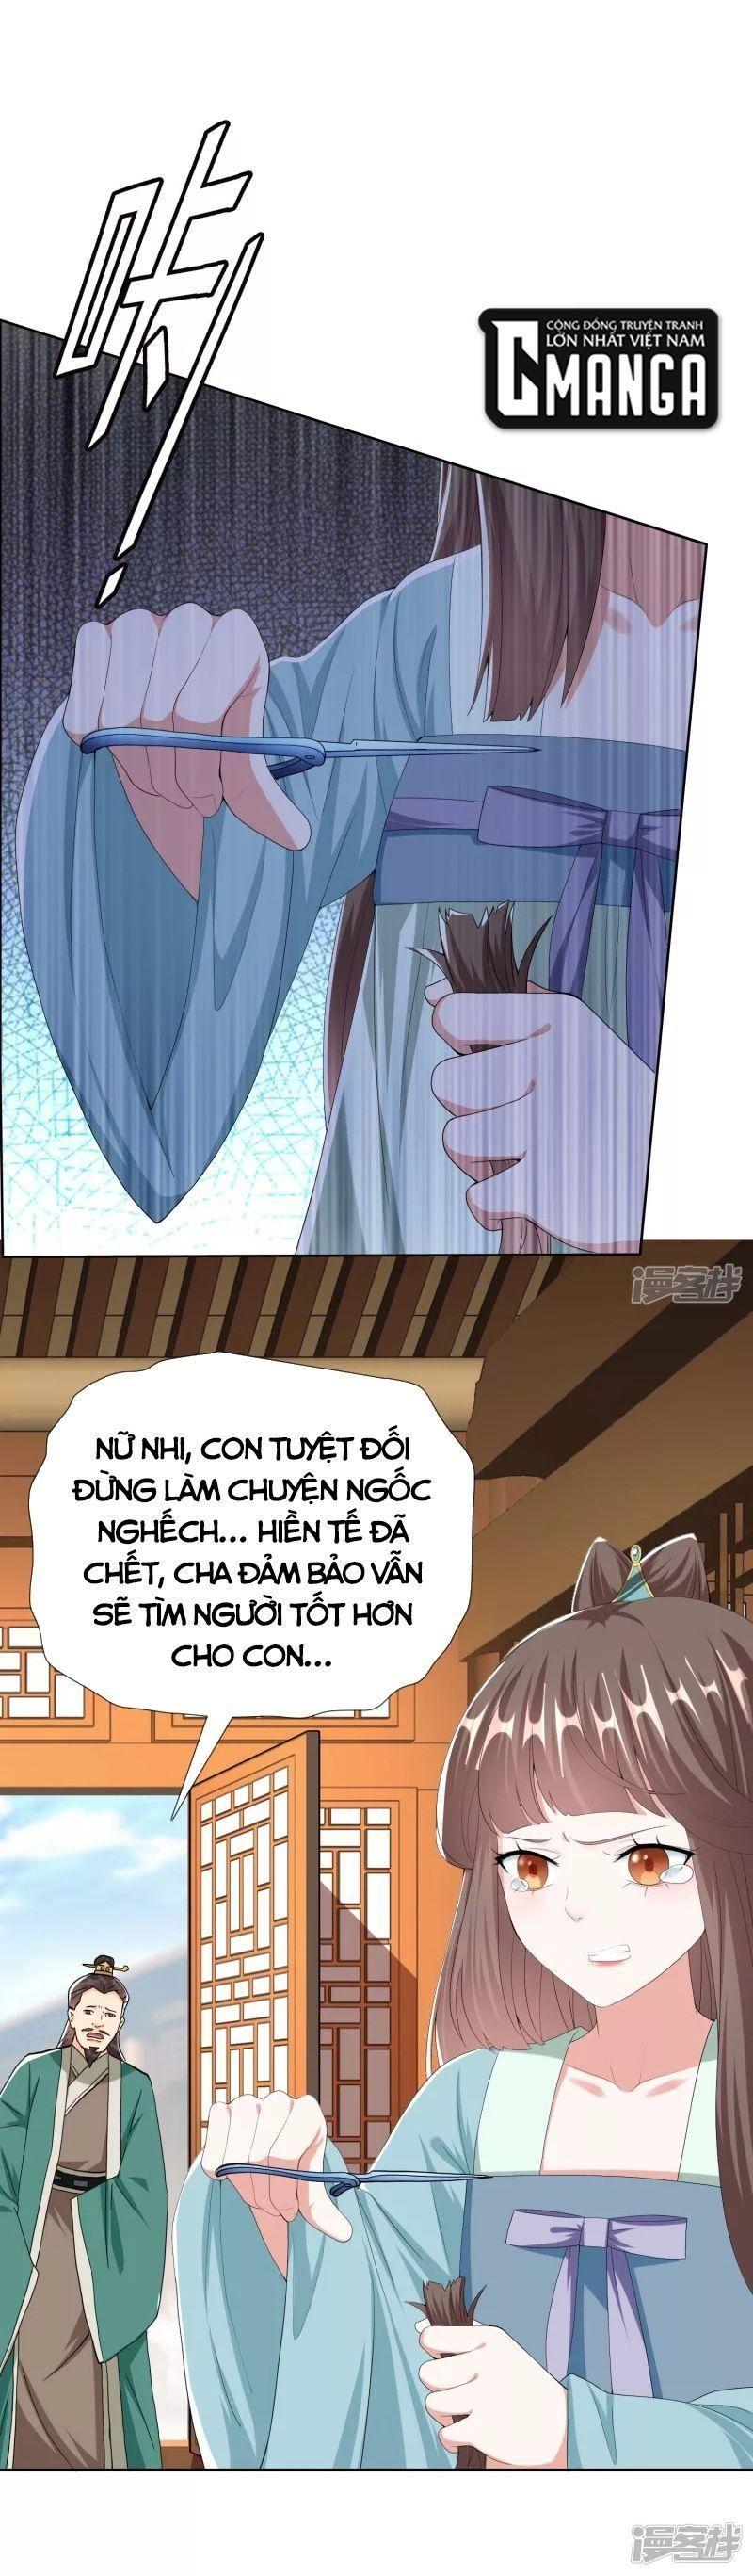 咔
CỘNG ĐỒNG TRUYỆN TRANH
LỚN NHẤT VIỆT NAM
CMANGA
漫客栈
NỮ NHI, CON TUYỆT ĐỐI
ĐỪNG LÀM CHUYỆN NGỐC
NGHẾCH... HIỀN TẾ ĐÃ
CHẾT, CHA ĐẢM BẢO VẪN
SẼ TÌM NGƯỜI TỐT HƠN
CHO CON...
漫客栈